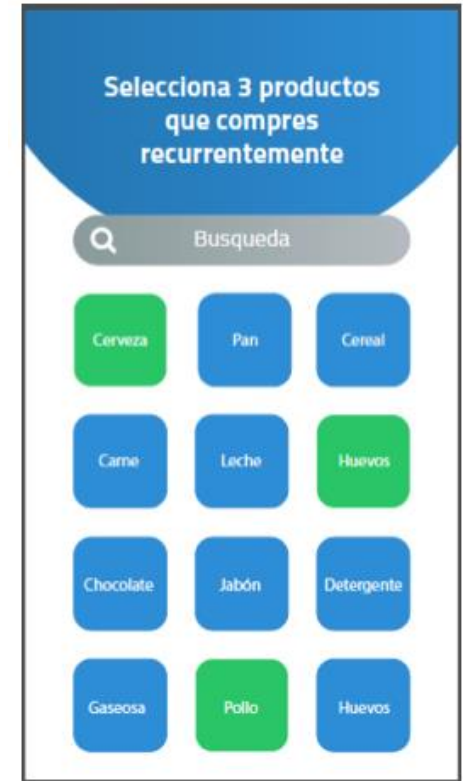 Selecciona 3 productos
que compres
recurrentemente
Busqueda
Cerveza Pan Cereal
Carne Leche Huevos
Chocolate Jabón Detergente
Gaseosa Pollo Huevos